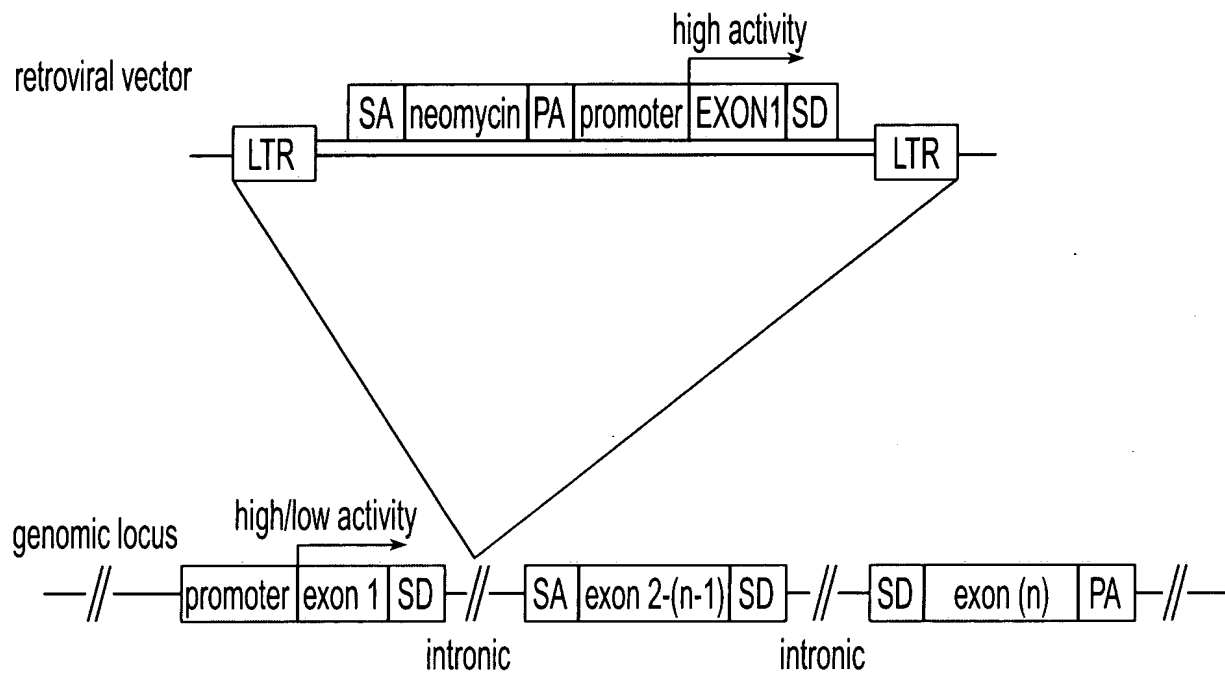 high activity
retroviral vector
SA neomycin PA promoter EXON1 SD
LTR LTR
high/low activity
genomic locus
promoter exon 1 SD SA exon 2-(n-1) SD SD exon (n) PA
intronic intronic